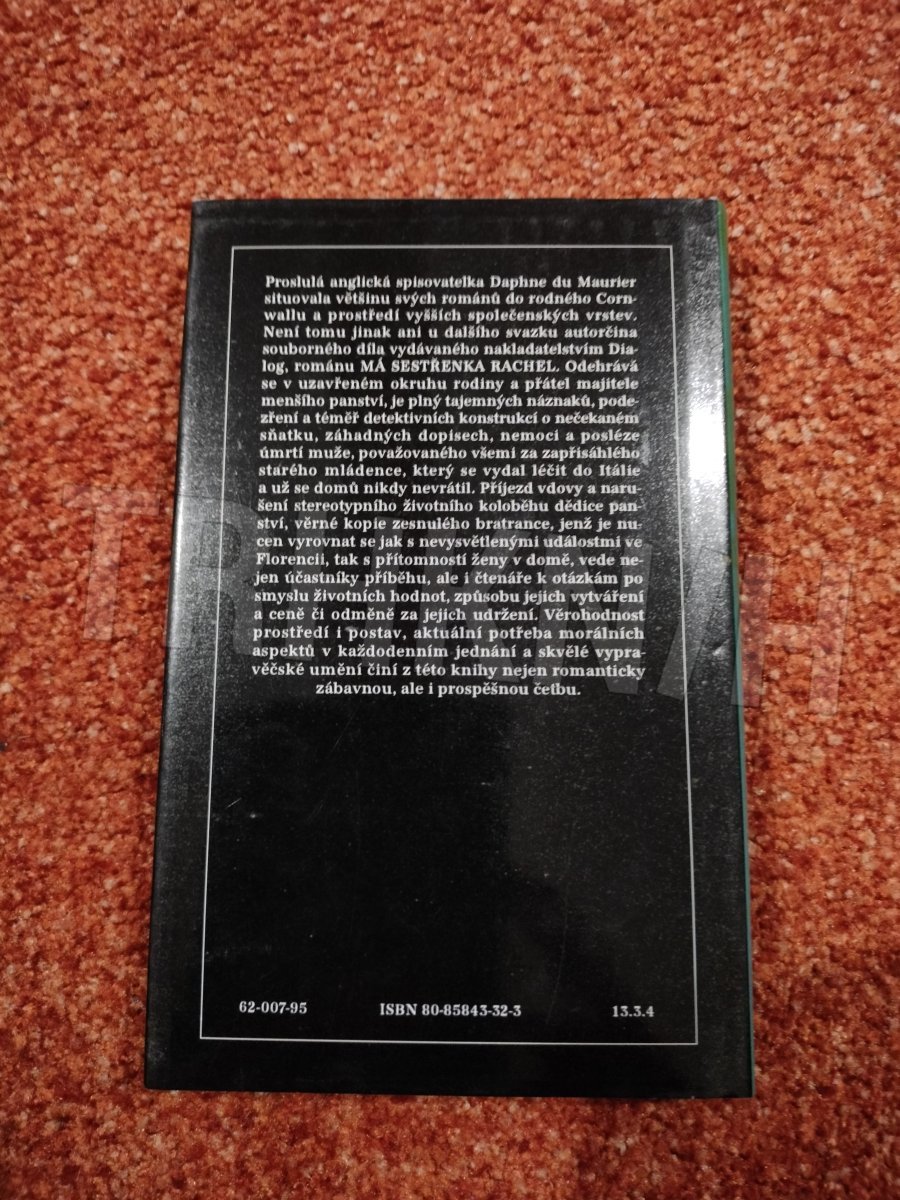 Proslulá anglická spisovatelka Daphne du Maurier
situovala většinu svých románů do rodného Corn-
wallu a prostředí vyšších společenských vrstev.
Není tomu jinak ani u dalšího svazku autorčina
souborného díla vydávaného nakladatelstvím Dia-
log, románu MÁ SESTŘENKA RACHEL. Odehrává
se v uzavřeném okruhu rodiny a přátel majitele
menšího panství, je plný tajemných náznaků, pode-
zření a téměř detektivních konstrukcí o nečekaném
sňatku, záhadných dopisech, nemoci a posléze
úmrtí muže, považovaného všemi za zapřisáhlého
starého mládence, který se vydal léčit do Itálie
a už se domů nikdy nevrátil. Příjezd vdovy a naru-
šení stereotypního životního koloběhu dědice pan-
ství, věrné kopie zesnulého bratrance, jenž je nu-
cen vyrovnat se jak s nevysvětlenými událostmi ve
Florencii, tak s přítomností ženy v domě, vede ne-
jen účastníky příběhu, ale i čtenáře k otázkám po
smyslu životních hodnot, způsobu jejich vytváření
a ceně či odměně za jejich udržení. Věrohodnost
prostředí i postav, aktuální potřeba morálních
aspektů v každodenním jednání a skvělé vypra-
věčské umění činí z této knihy nejen romanticky
zábavnou, ale i prospěšnou četbu.
62-007-95 ISBN 80-85843-32-3 13.3.4